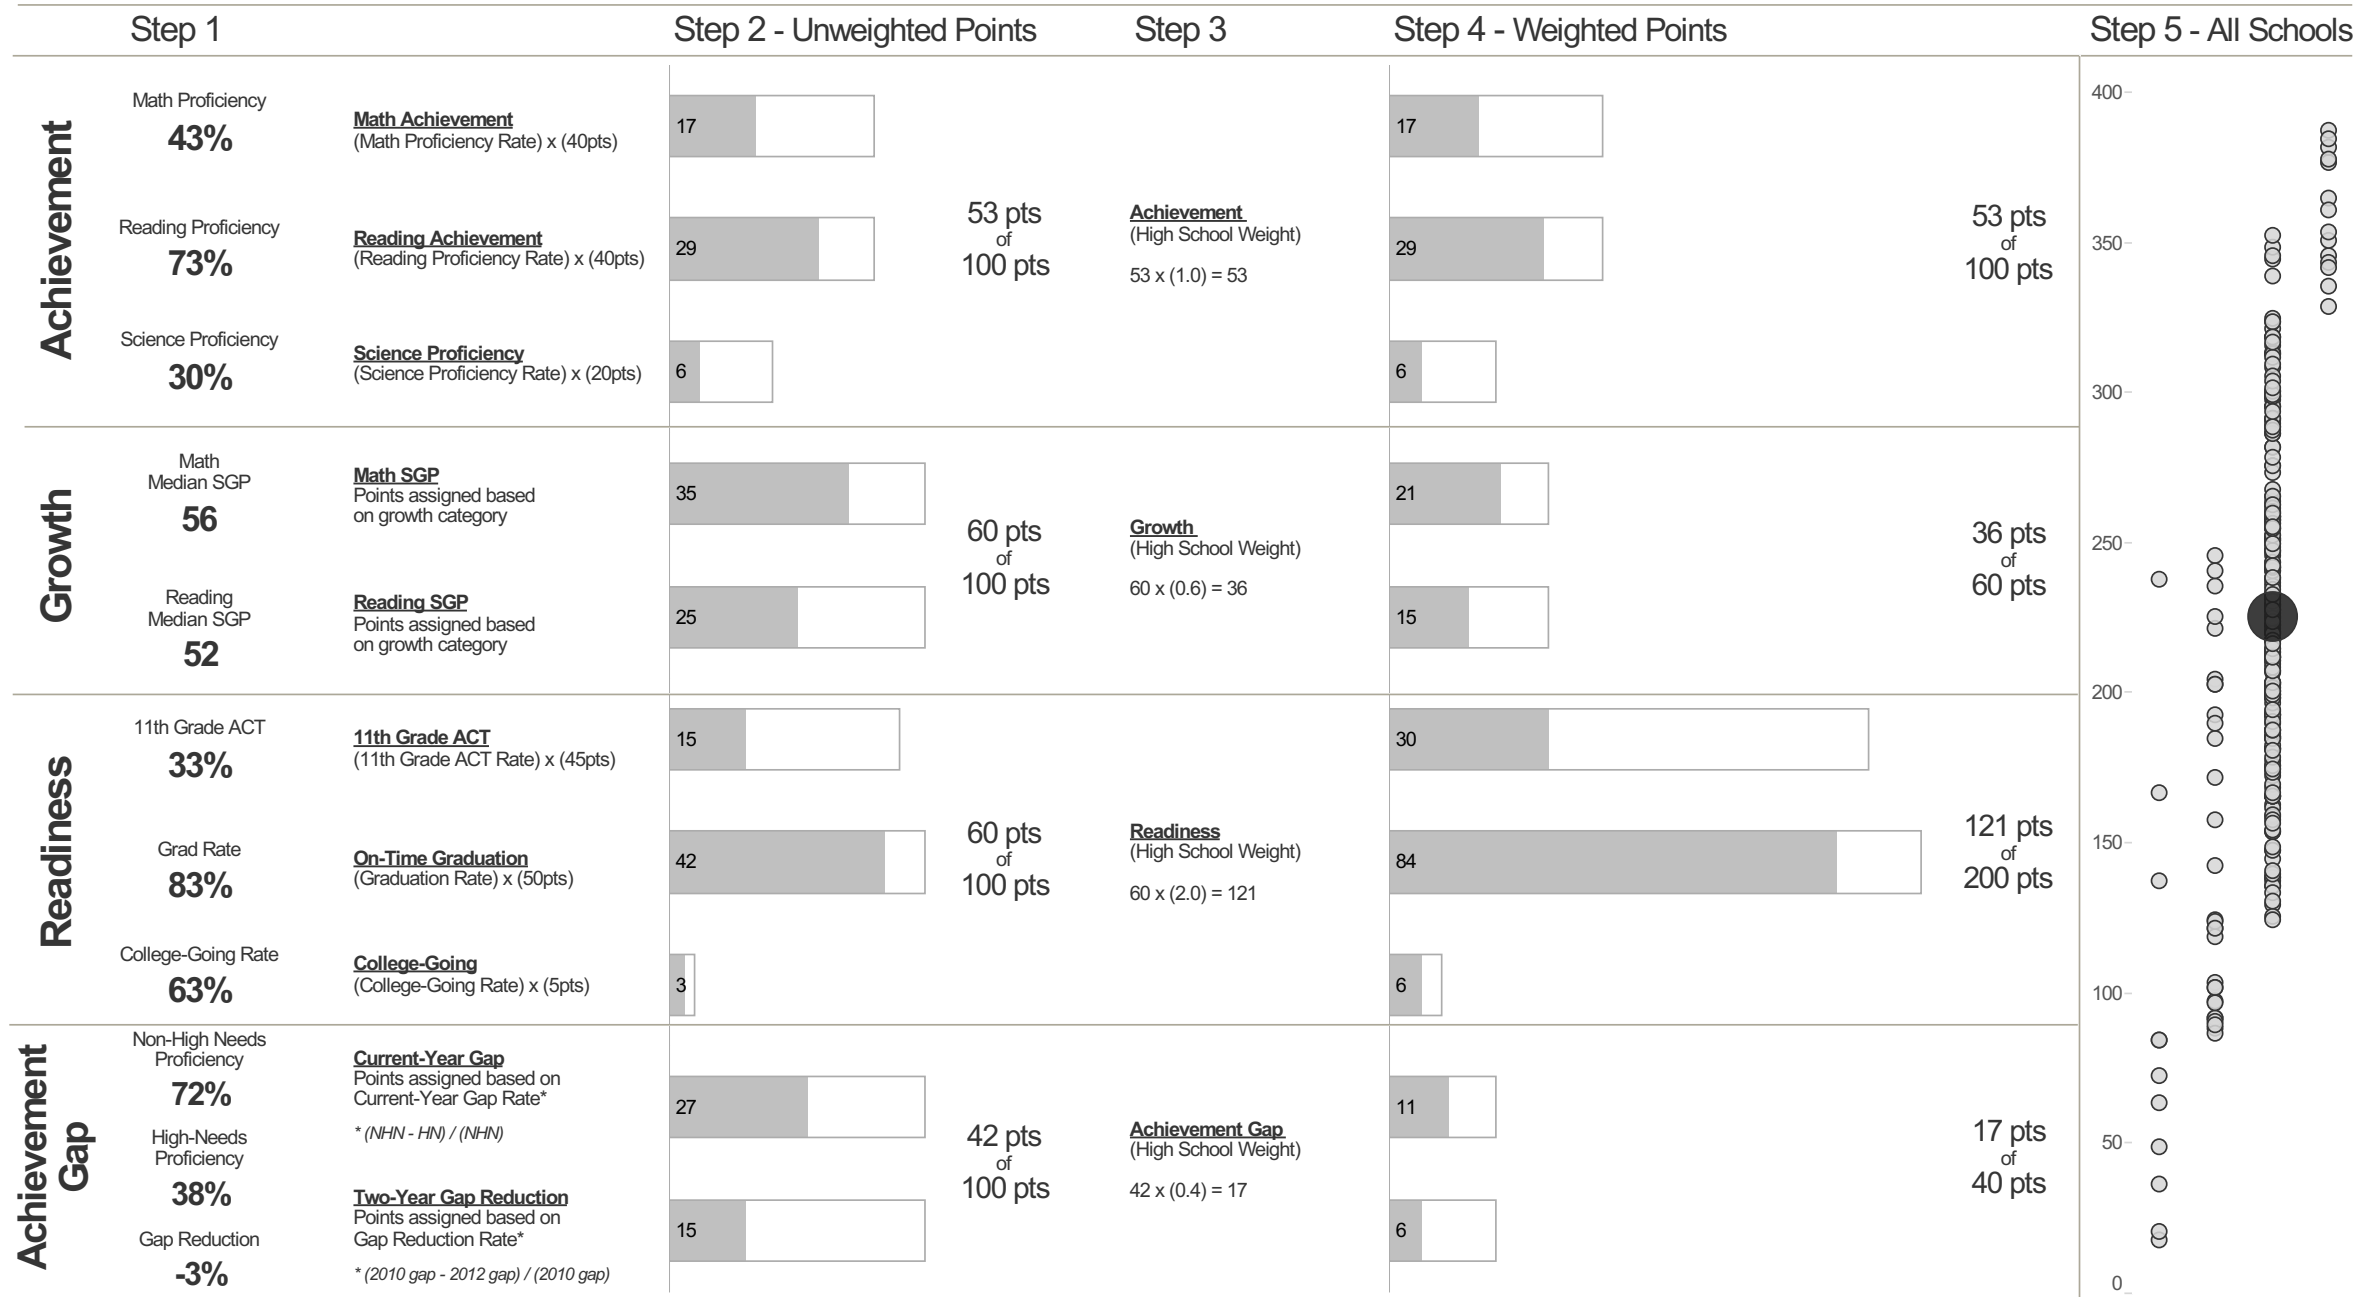 Step 1
Step 2 - Unweighted Points
Step 3
Step 4 - Weighted Points
Step 5 - All Schools
Achievement
Math Proficiency
43%
Math Achievement
(Math Proficiency Rate) x (40pts)
17
17
Reading Proficiency
73%
Reading Achievement
(Reading Proficiency Rate) x (40pts)
29
53 pts
of
100 pts
Achievement
(High School Weight)
53 x (1.0) = 53
29
53 pts
of
100 pts
Science Proficiency
30%
Science Proficiency
(Science Proficiency Rate) x (20pts)
6
6
Growth
Math
Median SGP
56
Math SGP
Points assigned based
on growth category
35
60 pts
of
100 pts
Growth
(High School Weight)
60 x (0.6) = 36
21
36 pts
of
60 pts
Reading
Median SGP
52
Reading SGP
Points assigned based
on growth category
25
15
Readiness
11th Grade ACT
33%
11th Grade ACT
(11th Grade ACT Rate) x (45pts)
15
30
Grad Rate
83%
On-Time Graduation
(Graduation Rate) x (50pts)
42
60 pts
of
100 pts
Readiness
(High School Weight)
60 x (2.0) = 121
84
121 pts
of
200 pts
College-Going Rate
63%
College-Going
(College-Going Rate) x (5pts)
3
6
Achievement
Gap
Non-High Needs
Proficiency
72%
High-Needs
Proficiency
38%
Gap Reduction
-3%
Current-Year Gap
Points assigned based on
Current-Year Gap Rate*
* (NHN - HN) / (NHN)
Two-Year Gap Reduction
Points assigned based on
Gap Reduction Rate*
* (2010 gap - 2012 gap) / (2010 gap)
27
15
42 pts
of
100 pts
Achievement Gap
(High School Weight)
42 x (0.4) = 17
11
6
17 pts
of
40 pts
400
350
300
250
200
150
100
50
0